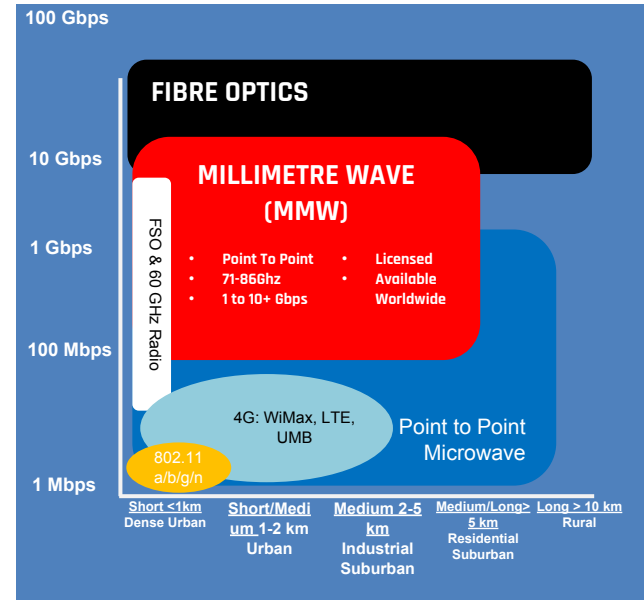 100 Gbps
FIBRE OPTICS
10 Gbps
MILLIMETRE WAVE
(MMW)
• Point To Point
• 71-86Ghz
• 1 to 10+ Gbps
• Licensed
• Available
Worldwide
FSO & 60 GHz Radio
1 Gbps
100 Mbps
4G: WiMax, LTE,
UMB
Point to Point
Microwave
802.11
a/b/g/n
1 Mbps
Short <1km
Dense Urban
Short/Medi
um 1-2 km
Urban
Medium 2-5
km
Industrial
Suburban
Medium/Long>
5 km
Residential
Suburban
Long > 10 km
Rural